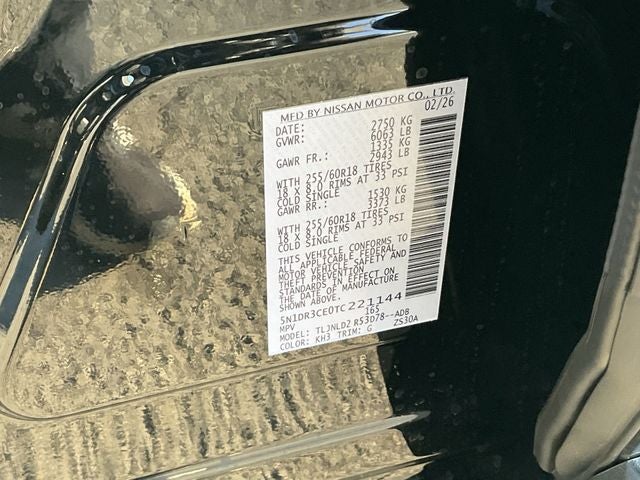 MFD BY NISSAN MOTOR CO., LTD.
DATE: 02/26
GVWR: 2750 KG
6063 LB
GAWR FR.: 1335 KG
2943 LB
WITH 255/60R18 TIRES
18 X 8.0 RIMS AT 33 PSI
COLD SINGLE
GAWR RR.: 1530 KG
3373 LB
WITH 255/60R18 TIRES
18 X 8.0 RIMS AT 33 PSI
COLD SINGLE
THIS VEHICLE CONFORMS TO
ALL APPLICABLE FEDERAL
MOTOR VEHICLE SAFETY AND
THEFT PREVENTION
STANDARDS IN EFFECT ON
THE DATE OF MANUFACTURE
SHOWN ABOVE.
5N1DR3CE0TC221144
MPV 165
MODEL: TLJNLD2 R53D78--ADB
COLOR: KH3 TRIM: G ZS30A